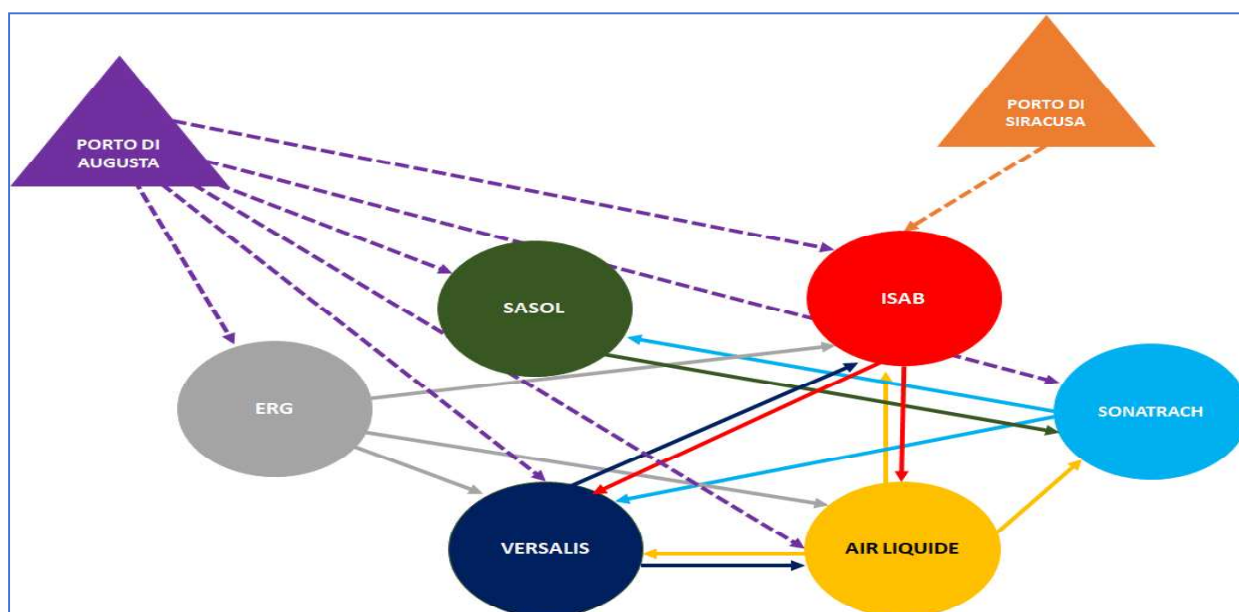 PORTO DI
AUGUSTA
PORTO DI
SIRACUSA
SASOL
ISAB
ERG
SONATRACH
VERSALIS
AIR LIQUIDE